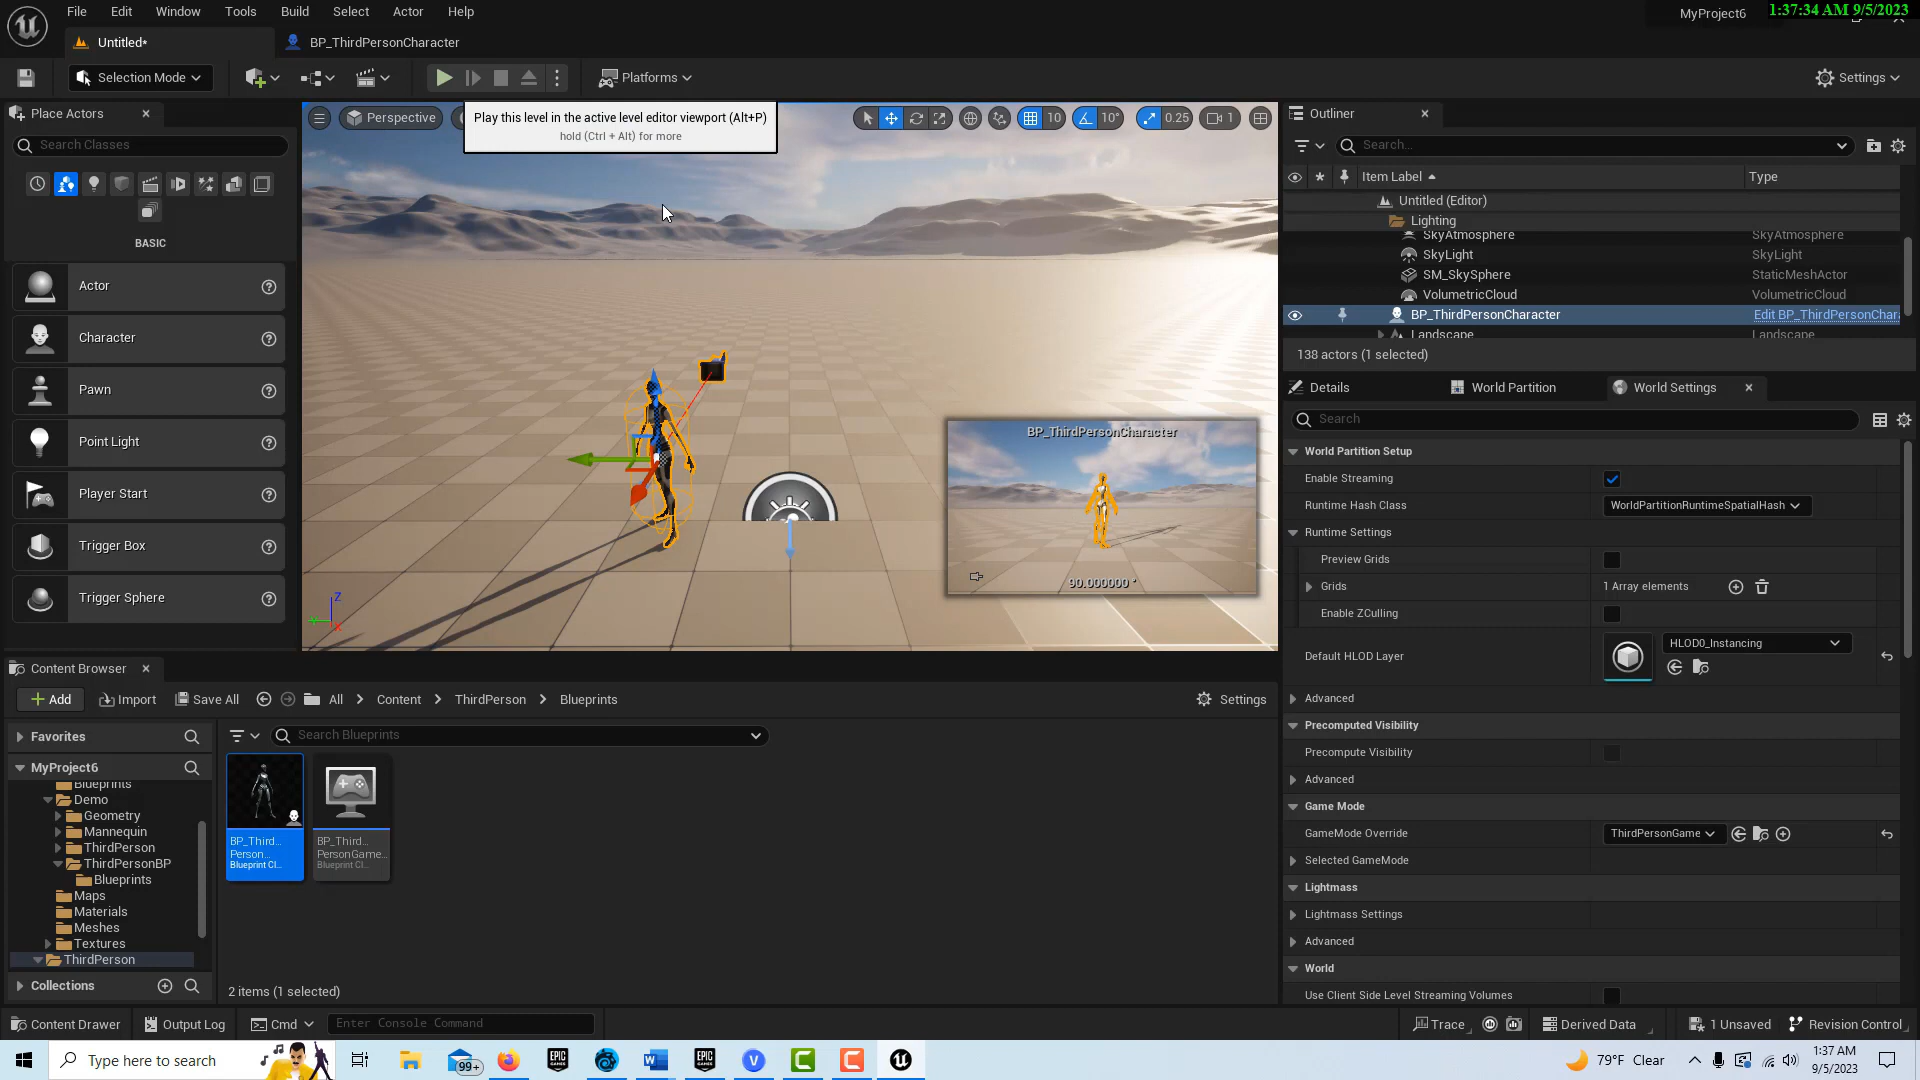 File Edit Window Tools Build Select Actor Help
MyProject6
1:37:34 AM 9/5/2023
Untitled*
BP_ThirdPersonCharacter
Selection Mode
Platforms
Settings
Place Actors
Search Classes
BASIC
Actor
Character
Pawn
Point Light
Player Start
Trigger Box
Trigger Sphere
Perspective
Play this level in the active level editor viewport (Alt+P)
hold (Ctrl + Alt) for more
10
10°
0.25
1
BP_ThirdPersonCharacter
90.000000 °
Z
Outliner
Search...
Item Label
Type
Untitled (Editor)
Lighting
SkyAtmosphere SkyAtmosphere
SkyLight SkyLight
SM_SkySphere StaticMeshActor
VolumetricCloud VolumetricCloud
BP_ThirdPersonCharacter Edit BP_ThirdPersonChara
Landscape Landscape
138 actors (1 selected)
Details
World Partition
World Settings
Search
World Partition Setup
Enable Streaming
Runtime Hash Class WorldPartitionRuntimeSpatialHash
Runtime Settings
Preview Grids
Grids 1 Array elements
Enable ZCulling
Default HLOD Layer HLOD0_Instancing
Advanced
Precomputed Visibility
Precompute Visibility
Advanced
Game Mode
GameMode Override ThirdPersonGame
Selected GameMode
Lightmass
Lightmass Settings
Advanced
World
Use Client Side Level Streaming Volumes
Content Browser
Add Import Save All All Content ThirdPerson Blueprints Settings
Favorites
Search Blueprints
MyProject6
Blueprints
Demo
Geometry
Mannequin
ThirdPerson
ThirdPersonBP
Blueprints
Maps
Materials
Meshes
Textures
ThirdPerson
Collections
BP_Third...
Person...
Blueprint Cl...
BP_Third...
PersonGame...
Blueprint Cl...
2 items (1 selected)
Content Drawer Output Log Cmd Enter Console Command Trace Derived Data 1 Unsaved Revision Control
Type here to search
99+
EPIC GAMES
W
EPIC GAMES
V
C
C
79°F Clear
1:37 AM
9/5/2023